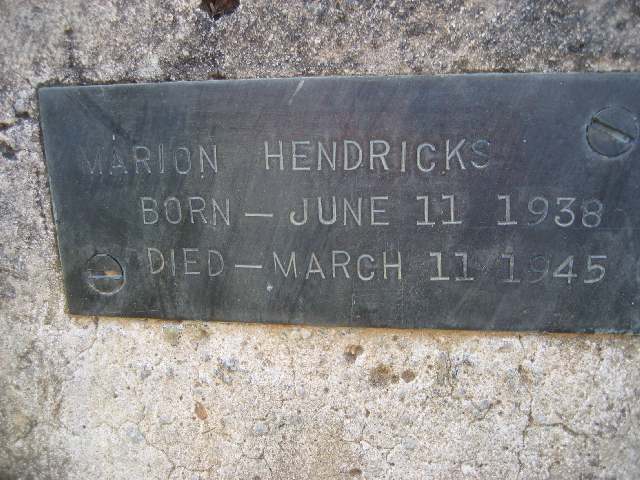 MARION HENDRICKS
BORN — JUNE 11 1938
DIED — MARCH 11 1945